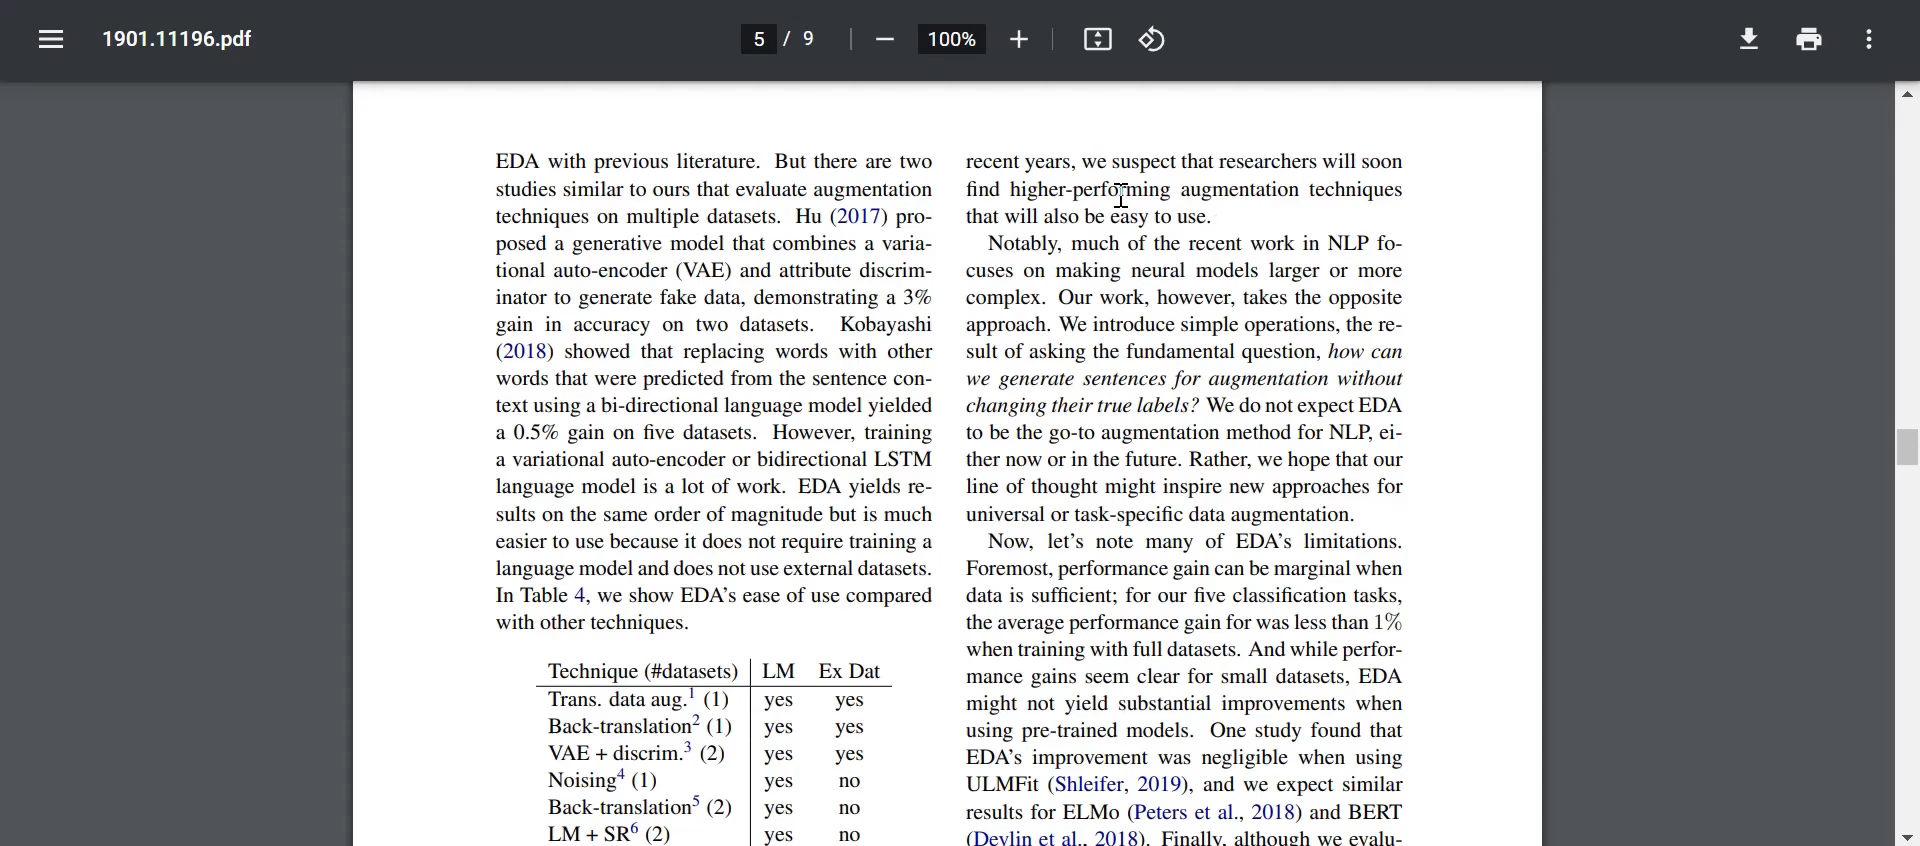 1901.11196.pdf
5 / 9
100%
EDA with previous literature. But there are two
studies similar to ours that evaluate augmentation
techniques on multiple datasets. Hu (2017) pro-
posed a generative model that combines a varia-
tional auto-encoder (VAE) and attribute discrim-
inator to generate fake data, demonstrating a 3%
gain in accuracy on two datasets. Kobayashi
(2018) showed that replacing words with other
words that were predicted from the sentence con-
text using a bi-directional language model yielded
a 0.5% gain on five datasets. However, training
a variational auto-encoder or bidirectional LSTM
language model is a lot of work. EDA yields re-
sults on the same order of magnitude but is much
easier to use because it does not require training a
language model and does not use external datasets.
In Table 4, we show EDA's ease of use compared
with other techniques.
Technique (#datasets) LM Ex Dat
Trans. data aug.1 (1) yes yes
Back-translation2 (1) yes yes
VAE + discrim.3 (2) yes yes
Noising4 (1) yes no
Back-translation5 (2) yes no
LM + SR6 (2) yes no
recent years, we suspect that researchers will soon
find higher-performing augmentation techniques
that will also be easy to use.
Notably, much of the recent work in NLP fo-
cuses on making neural models larger or more
complex. Our work, however, takes the opposite
approach. We introduce simple operations, the re-
sult of asking the fundamental question, how can
we generate sentences for augmentation without
changing their true labels? We do not expect EDA
to be the go-to augmentation method for NLP, ei-
ther now or in the future. Rather, we hope that our
line of thought might inspire new approaches for
universal or task-specific data augmentation.
Now, let's note many of EDA's limitations.
Foremost, performance gain can be marginal when
data is sufficient; for our five classification tasks,
the average performance gain for was less than 1%
when training with full datasets. And while perfor-
mance gains seem clear for small datasets, EDA
might not yield substantial improvements when
using pre-trained models. One study found that
EDA's improvement was negligible when using
ULMFit (Shleifer, 2019), and we expect similar
results for ELMo (Peters et al., 2018) and BERT
(Devlin et al., 2018). Finally, although we evalu-